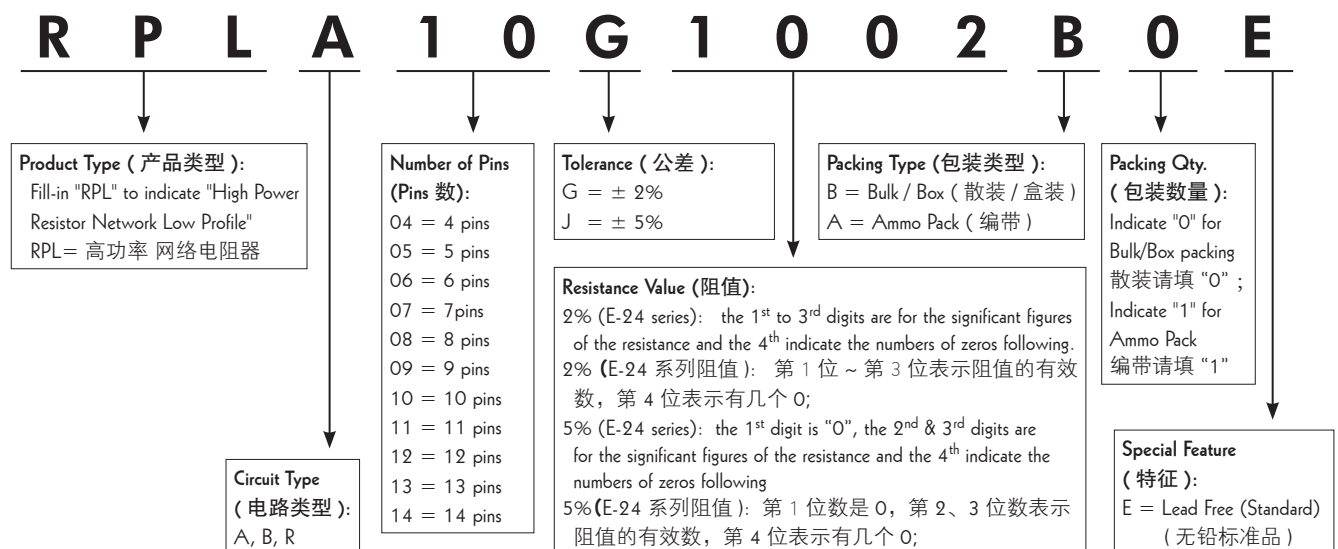 R P L A 1 0 G 1 0 0 2 B 0 E
Product Type ( 产品类型 ):
Fill-in "RPL" to indicate "High Power
Resistor Network Low Profile"
RPL= 高功率 网络电阻器
Circuit Type
( 电路类型 ):
A, B, R
Number of Pins
(Pins 数):
04 = 4 pins
05 = 5 pins
06 = 6 pins
07 = 7pins
08 = 8 pins
09 = 9 pins
10 = 10 pins
11 = 11 pins
12 = 12 pins
13 = 13 pins
14 = 14 pins
Tolerance ( 公差 ):
G = ± 2%
J = ± 5%
Resistance Value (阻值):
2% (E-24 series): the 1st to 3rd digits are for the significant figures
of the resistance and the 4th indicate the numbers of zeros following.
2% (E-24 系列阻值 ): 第 1 位 ~ 第 3 位表示阻值的有效
数，第 4 位表示有几个 0;
5% (E-24 series): the 1st digit is "0", the 2nd & 3rd digits are
for the significant figures of the resistance and the 4th indicate the
numbers of zeros following
5%(E-24 系列阻值 ): 第 1 位数是 0，第 2、3 位数表示
阻值的有效数，第 4 位表示有几个 0;
Packing Type (包装类型):
B = Bulk / Box ( 散装 / 盒装 )
A = Ammo Pack ( 编带 )
Packing Qty.
( 包装数量 ):
Indicate "0" for
Bulk/Box packing
散装请填 “0” ;
Indicate "1" for
Ammo Pack
编带请填 “1”
Special Feature
( 特征 ):
E = Lead Free (Standard)
( 无铅标准品 )